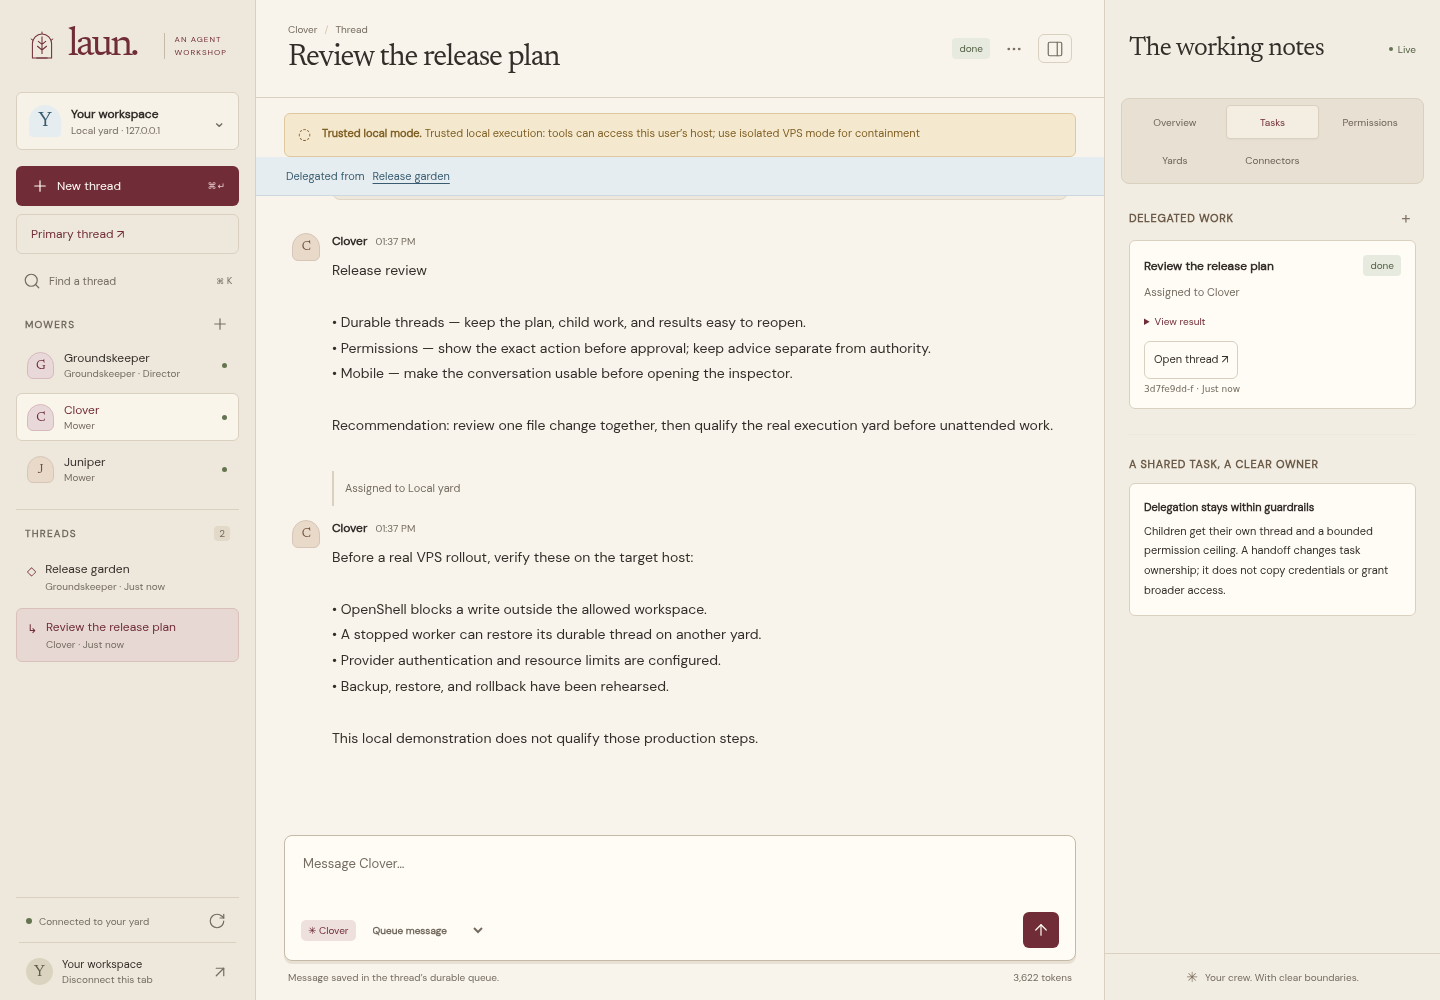 laun.
AN AGENT
WORKSHOP
Y
Your workspace
Local yard · 127.0.0.1
New thread ⌘↵
Primary thread ↗
Find a thread ⌘ K
MOWERS
G
Groundskeeper
Groundskeeper · Director
C
Clover
Mower
J
Juniper
Mower
THREADS 2
Release garden
Groundskeeper · Just now
↳ Review the release plan
Clover · Just now
Connected to your yard
Y
Your workspace
Disconnect this tab
Clover / Thread
Review the release plan
done
Trusted local mode. Trusted local execution: tools can access this user's host; use isolated VPS mode for containment
Delegated from Release garden
C
Clover 01:37 PM
Release review
• Durable threads — keep the plan, child work, and results easy to reopen.
• Permissions — show the exact action before approval; keep advice separate from authority.
• Mobile — make the conversation usable before opening the inspector.
Recommendation: review one file change together, then qualify the real execution yard before unattended work.
Assigned to Local yard
C
Clover 01:37 PM
Before a real VPS rollout, verify these on the target host:
• OpenShell blocks a write outside the allowed workspace.
• A stopped worker can restore its durable thread on another yard.
• Provider authentication and resource limits are configured.
• Backup, restore, and rollback have been rehearsed.
This local demonstration does not qualify those production steps.
Message Clover…
✳ Clover
Queue message
Message saved in the thread's durable queue.
3,622 tokens
The working notes
Live
Overview
Tasks
Permissions
Yards
Connectors
DELEGATED WORK +
Review the release plan
done
Assigned to Clover
▶ View result
Open thread ↗
3d7fe9dd-f · Just now
A SHARED TASK, A CLEAR OWNER
Delegation stays within guardrails
Children get their own thread and a bounded
permission ceiling. A handoff changes task
ownership; it does not copy credentials or grant
broader access.
✳ Your crew. With clear boundaries.